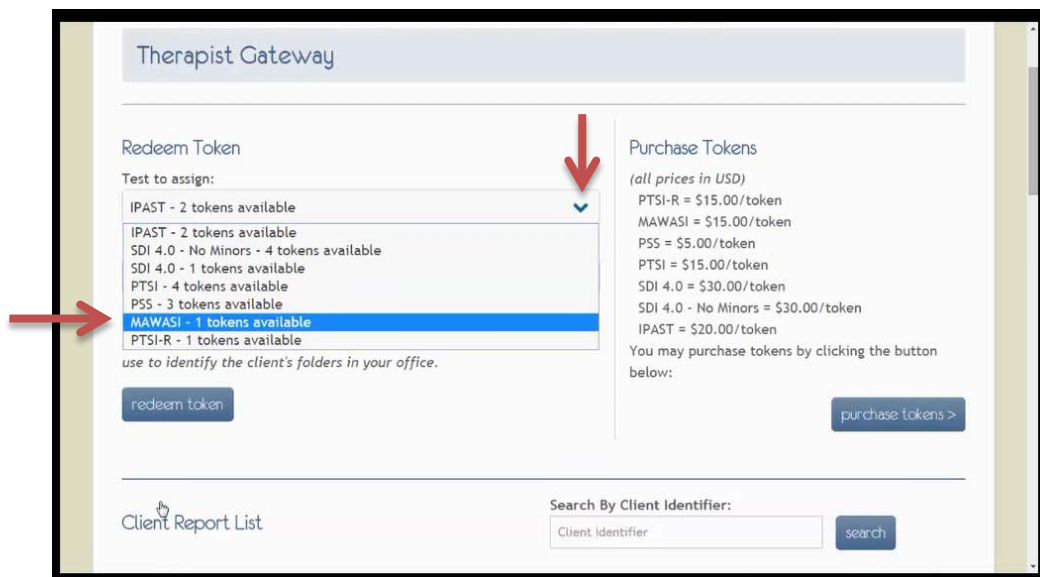 Therapist Gateway
Redeem Token
Test to assign:
IPAST - 2 tokens available
IPAST - 2 tokens available
SDI 4.0 - No Minors - 4 tokens available
SDI 4.0 - 1 tokens available
PTSI - 4 tokens available
PSS - 3 tokens available
MAWASI - 1 tokens available
PTSI-R - 1 tokens available
use to identify the client's folders in your office.
redeem token
Purchase Tokens
(all prices in USD)
PTSI-R = $15.00/token
MAWASI = $15.00/token
PSS = $5.00/token
PTSI = $15.00/token
SDI 4.0 = $30.00/token
SDI 4.0 - No Minors = $30.00/token
IPAST = $20.00/token
You may purchase tokens by clicking the button
below:
purchase tokens >
Client Report List
Search By Client Identifier:
Client Identifier
search